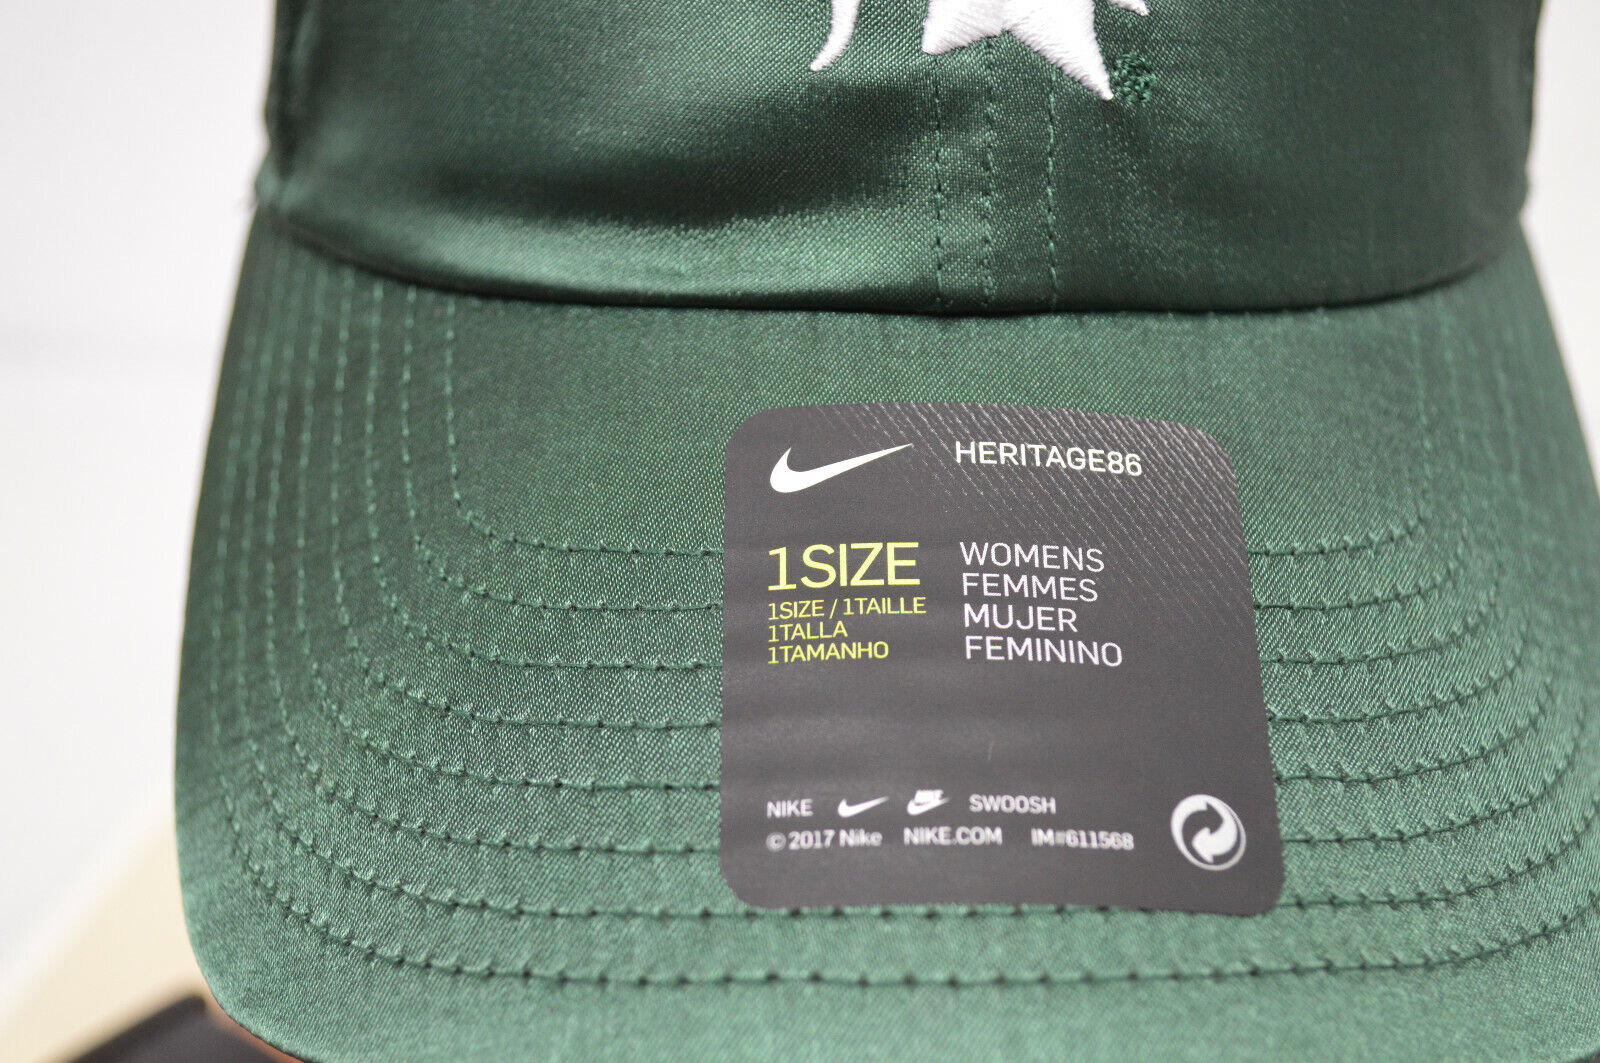 HERITAGE86
1SIZE
1SIZE / 1TAILLE
1TALLA
1TAMANHO
WOMENS
FEMMES
MUJER
FEMININO
NIKE SWOOSH
© 2017 Nike NIKE.COM IM#611568